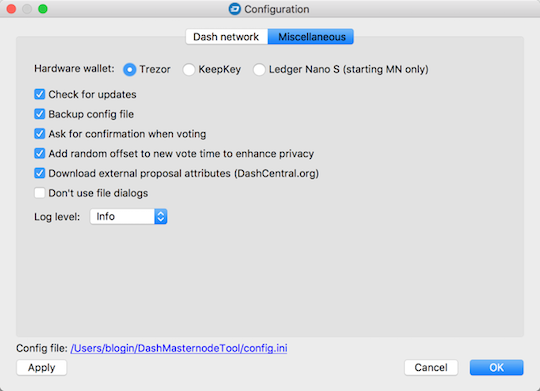 Configuration
Dash network Miscellaneous
Hardware wallet: Trezor KeepKey Ledger Nano S (starting MN only)
Check for updates
Backup config file
Ask for confirmation when voting
Add random offset to new vote time to enhance privacy
Download external proposal attributes (DashCentral.org)
Don't use file dialogs
Log level: Info
Config file: /Users/blogin/DashMasternodeTool/config.ini
Apply Cancel OK